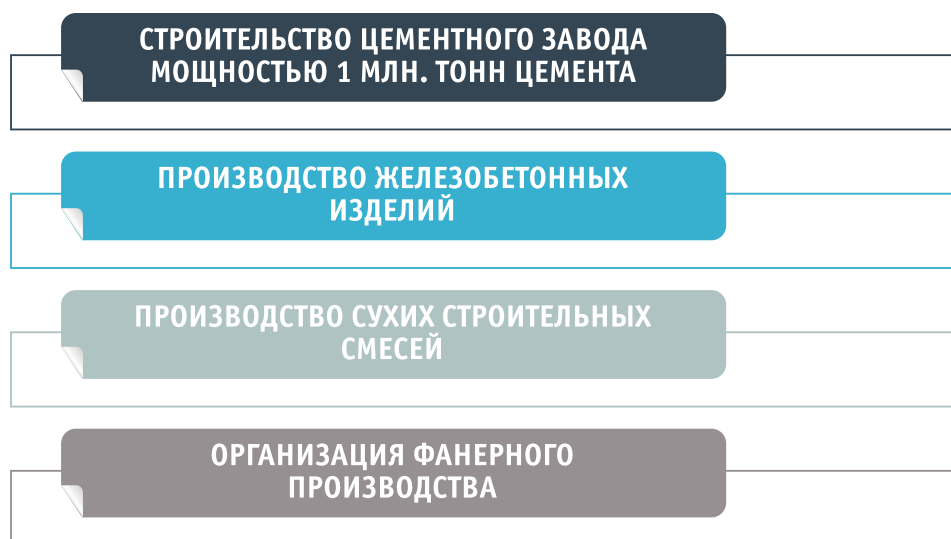 СТРОИТЕЛЬСТВО ЦЕМЕНТНОГО ЗАВОДА
МОЩНОСТЬЮ 1 МЛН. ТОНН ЦЕМЕНТА
ПРОИЗВОДСТВО ЖЕЛЕЗОБЕТОННЫХ
ИЗДЕЛИЙ
ПРОИЗВОДСТВО СУХИХ СТРОИТЕЛЬНЫХ
СМЕСЕЙ
ОРГАНИЗАЦИЯ ФАНЕРНОГО
ПРОИЗВОДСТВА